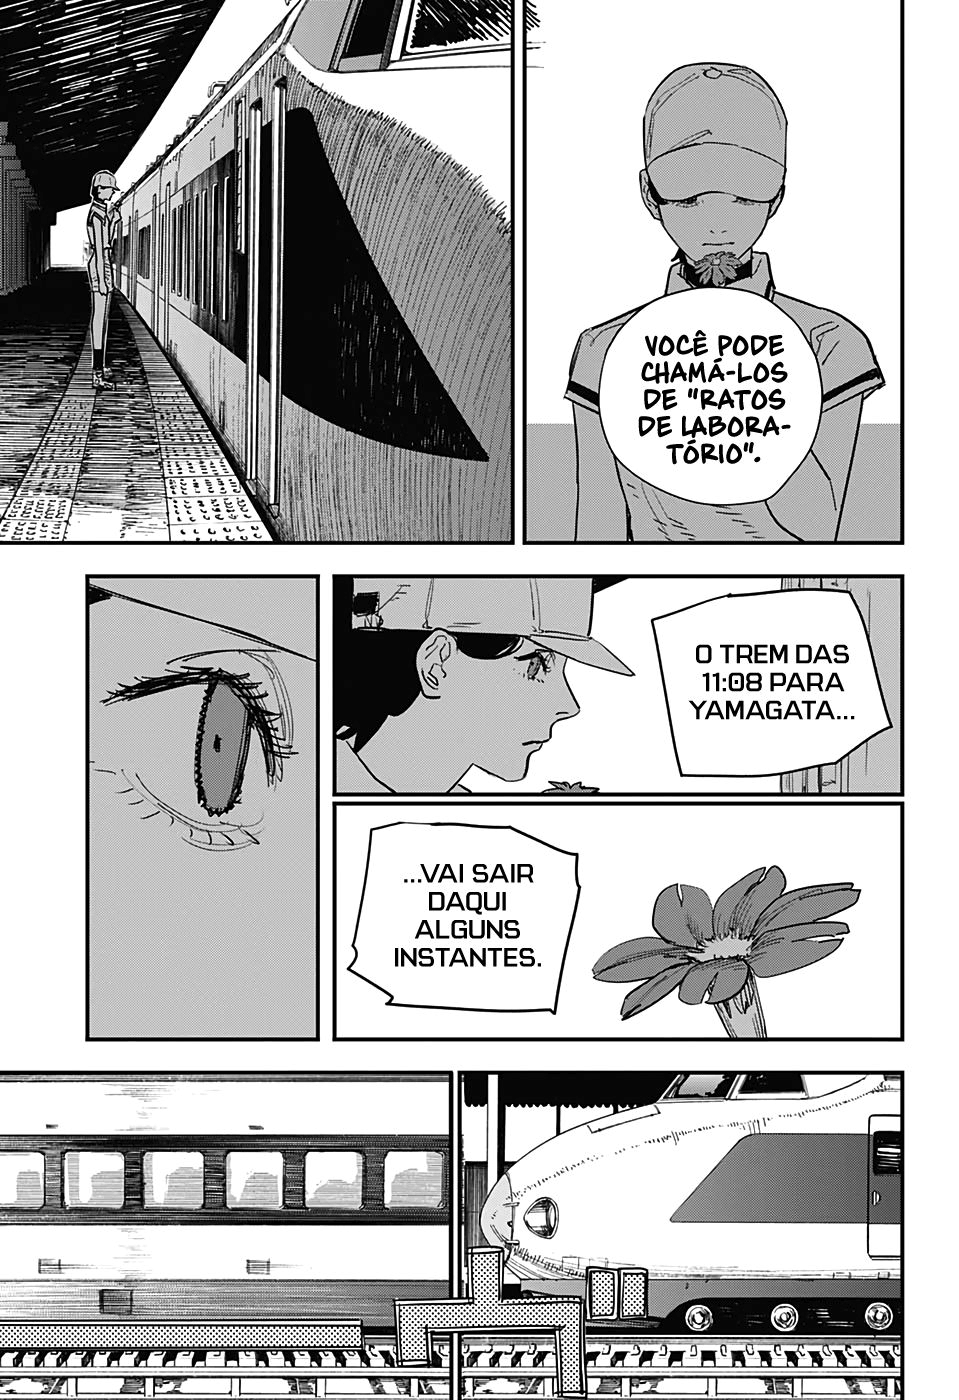 VOCÊ PODE
CHAMÁ-LOS
DE "RATOS
DE LABORA-
TÓRIO".
O TREM DAS
11:08 PARA
YAMAGATA...
...VAI SAIR
DAQUI
ALGUNS
INSTANTES.